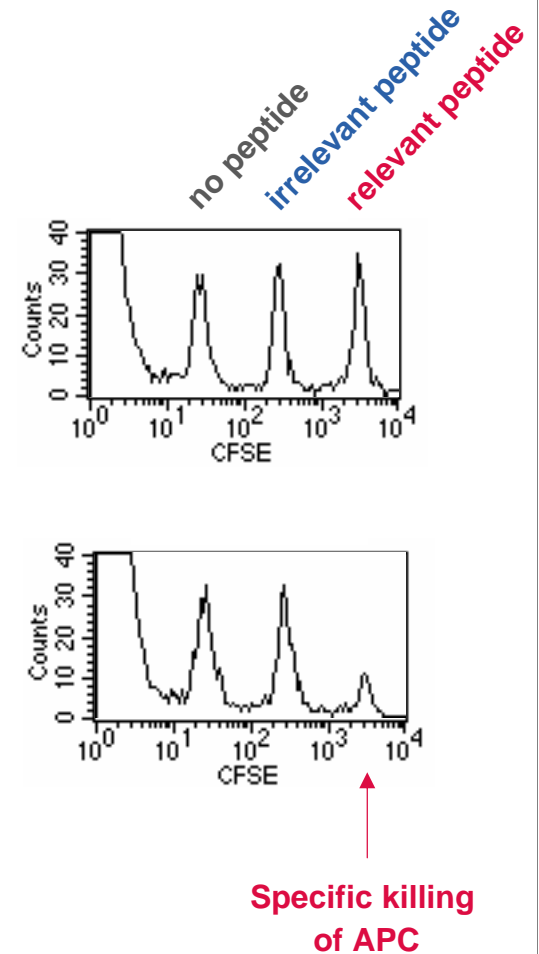 no peptide
irrelevant peptide
relevant peptide
40
30
20
10
0
Counts
10^0 10^1 10^2 10^3 10^4
CFSE
40
30
20
10
0
Counts
10^0 10^1 10^2 10^3 10^4
CFSE
Specific killing
of APC